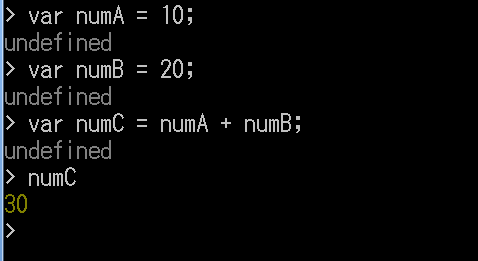 > var numA = 10;
undefined
> var numB = 20;
undefined
> var numC = numA + numB;
undefined
> numC
30
>